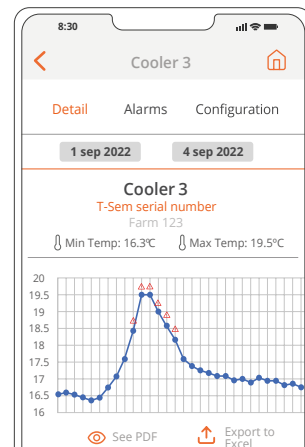 8:30
Cooler 3
Detail Alarms Configuration
1 sep 2022 4 sep 2022
Cooler 3
T-Sem serial number
Farm 123
Min Temp: 16.3ºC Max Temp: 19.5ºC
20
19.5
19
18.5
18
17.5
17
16.5
16
See PDF Export to
Excel